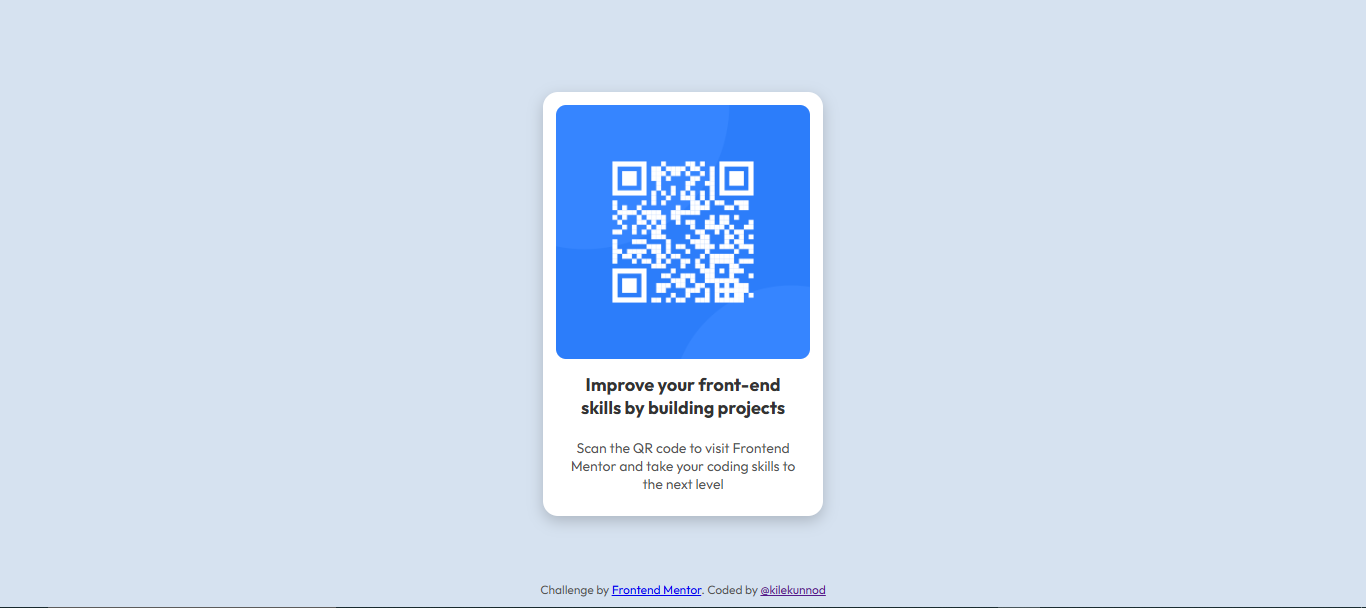 Improve your front-end
skills by building projects
Scan the QR code to visit Frontend
Mentor and take your coding skills to
the next level
Challenge by Frontend Mentor. Coded by @kilekunnod